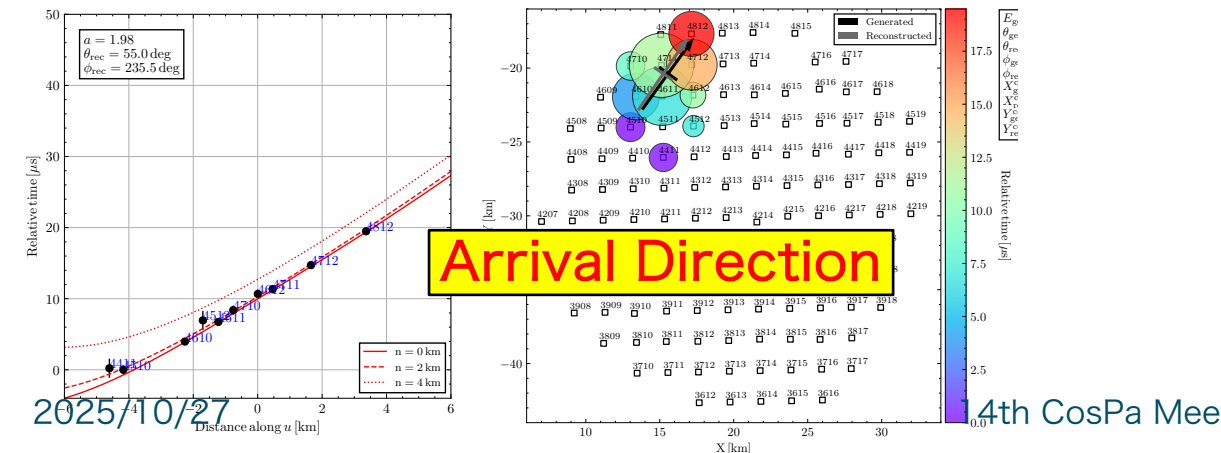 50
40
30
20
10
0
Relative time [μs]
a = 1.98
θrec = 55.0 deg
ϕrec = 235.5 deg
4812
4712
4711
4612
4710
4512
4611
4610
4411
4510
n = 0 km
n = 2 km
n = 4 km
−6 −4 −2 0 2 4 6
Distance along u [km]
2025/10/27
Generated
Reconstructed
4811 4812 4813 4814 4815
4710 4711 4712 4713 4714 4716 4717
4609 4610 4611 4612 4613 4614 4615 4616 4617 4618
4508 4509 4510 4511 4512 4513 4514 4515 4516 4517 4518 4519
4408 4409 4410 4411 4412 4413 4414 4415 4416 4417 4418 4419
4308 4309 4310 4311 4312 4313 4314 4315 4316 4317 4318 4319
4207 4208 4209 4210 4211 4212 4213 4214 4215 4216 4217 4218 4219
Arrival Direction
3908 3909 3910 3911 3912 3913 3914 3915 3916 3917 3918
3809 3810 3811 3812 3813 3814 3815 3816 3817
3710 3711 3712 3713 3714 3715 3716 3717
3612 3613 3614 3615 3616
−20
−25
−30
−40
Y [km]
10 15 20 25 30
X [km]
17.5
15.0
12.5
10.0
7.5
5.0
2.5
0.0
Relative time [μs]
14th CosPa Mee